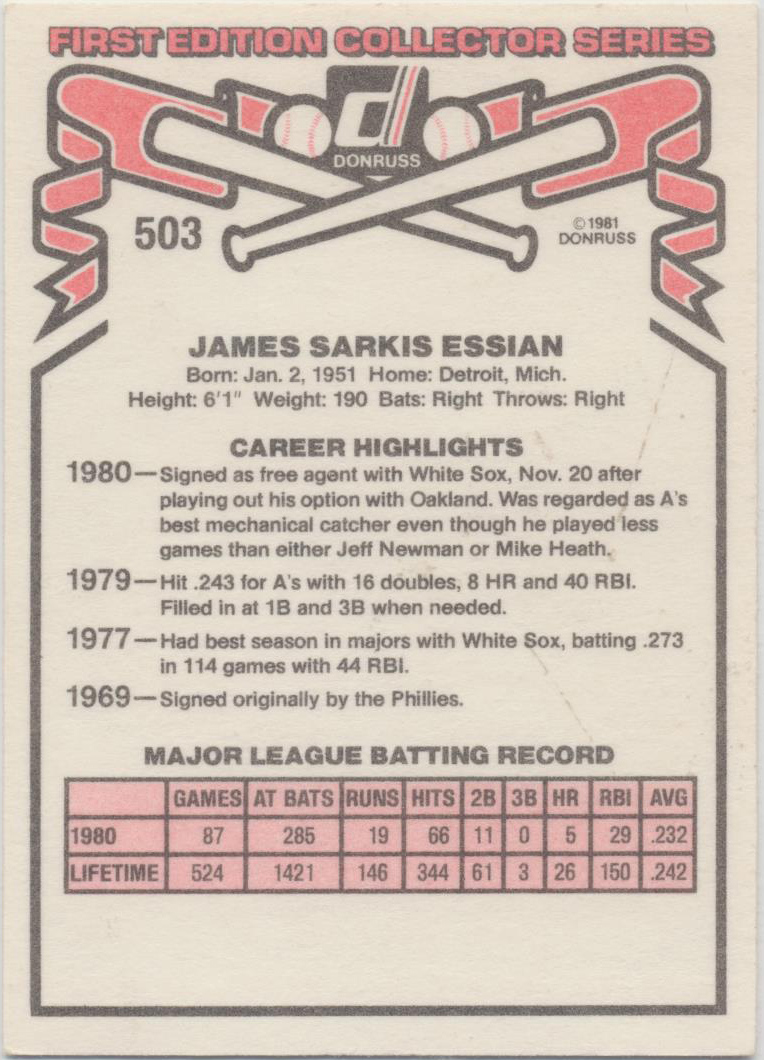 FIRST EDITION COLLECTOR SERIES
d
DONRUSS
503
© 1981
DONRUSS
JAMES SARKIS ESSIAN
Born: Jan. 2, 1951 Home: Detroit, Mich.
Height: 6'1" Weight: 190 Bats: Right Throws: Right
CAREER HIGHLIGHTS
1980—Signed as free agent with White Sox, Nov. 20 after
playing out his option with Oakland. Was regarded as A's
best mechanical catcher even though he played less
games than either Jeff Newman or Mike Heath.
1979—Hit .243 for A's with 16 doubles, 8 HR and 40 RBI.
Filled in at 1B and 3B when needed.
1977—Had best season in majors with White Sox, batting .273
in 114 games with 44 RBI.
1969—Signed originally by the Phillies.
MAJOR LEAGUE BATTING RECORD
GAMES AT BATS RUNS HITS 2B 3B HR RBI AVG
1980 87 285 19 66 11 0 5 29 .232
LIFETIME 524 1421 146 344 61 3 26 150 .242